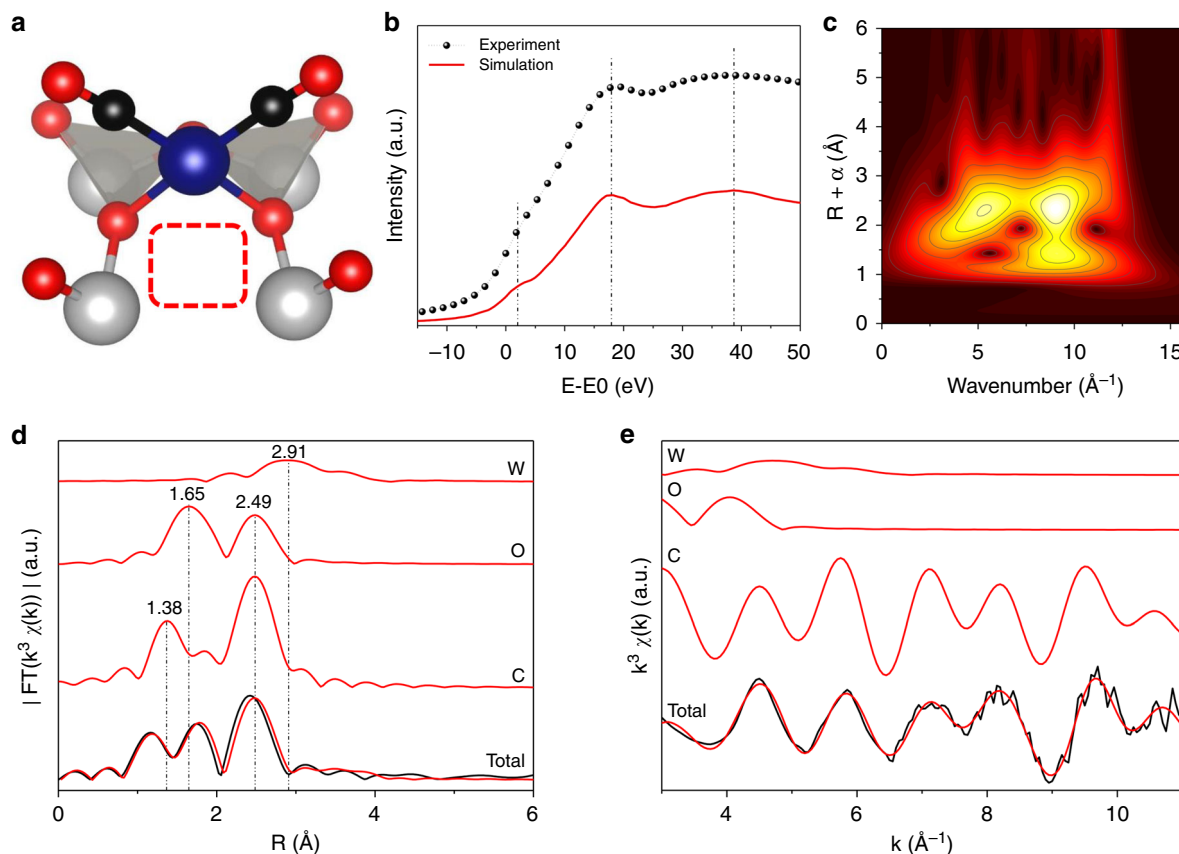 a
b
Experiment
Simulation
Intensity (a.u.)
−10 0 10 20 30 40 50
E-E0 (eV)
c
6
5
4
3
2
1
0
R + α (Å)
0 5 10 15
Wavenumber (Å−1)
d
2.91
W
1.65
2.49
O
1.38
C
Total
| FT(k3 χ(k)) | (a.u.)
0 2 4 6
R (Å)
e
W
O
C
Total
k3 χ(k) (a.u.)
4 6 8 10
k (Å−1)